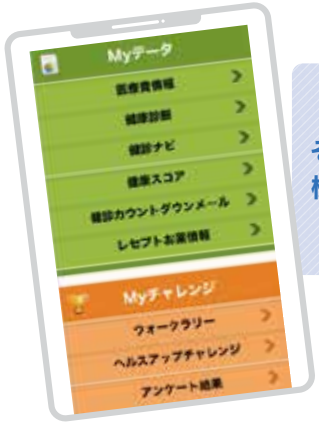 Myデータ
医療費情報
健康診断
健診ナビ
健康スコア
健診カウントダウンメール
レセプトお薬情報
Myチャレンジ
ウォークラリー
ヘルスアップチャレンジ
アンケート結果